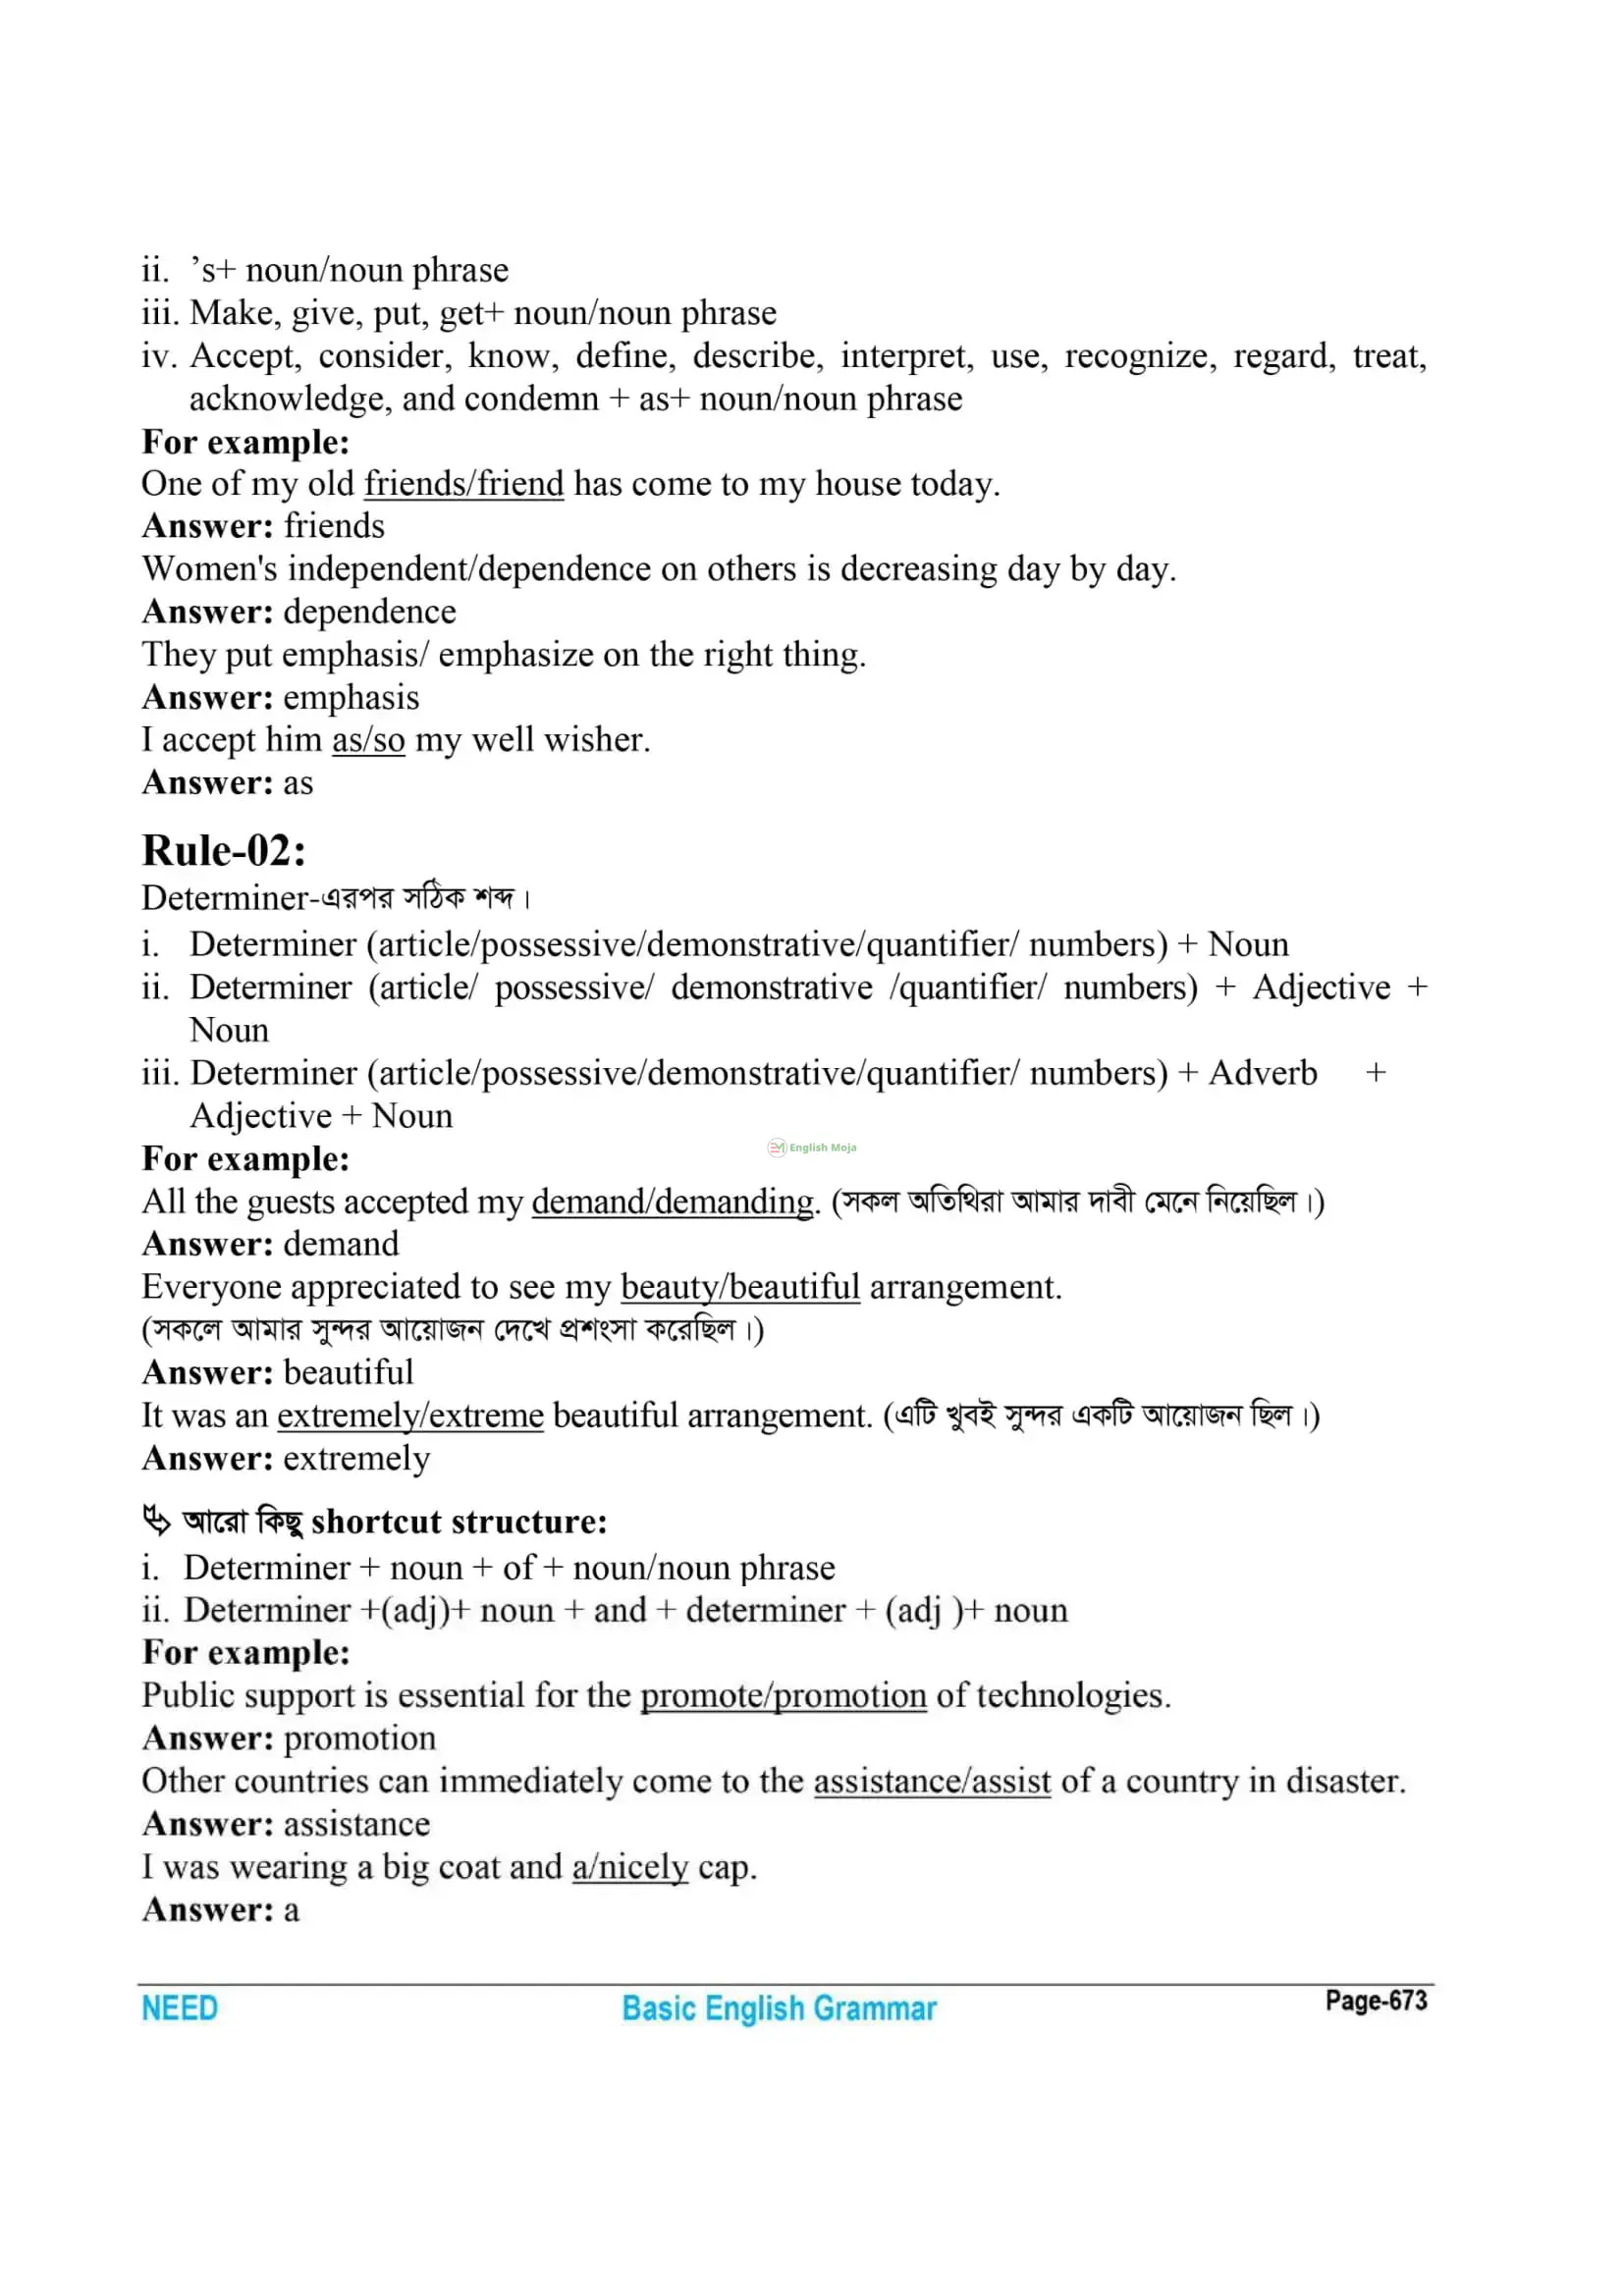 ii. ’s+ noun/noun phrase
iii. Make, give, put, get+ noun/noun phrase
iv. Accept, consider, know, define, describe, interpret, use, recognize, regard, treat,
acknowledge, and condemn + as+ noun/noun phrase
For example:
One of my old friends/friend has come to my house today.
Answer: friends
Women's independent/dependence on others is decreasing day by day.
Answer: dependence
They put emphasis/ emphasize on the right thing.
Answer: emphasis
I accept him as/so my well wisher.
Answer: as
Rule-02:
Determiner-এরপর সঠিক শব্দ।
i. Determiner (article/possessive/demonstrative/quantifier/ numbers) + Noun
ii. Determiner (article/ possessive/ demonstrative /quantifier/ numbers) + Adjective +
Noun
iii. Determiner (article/possessive/demonstrative/quantifier/ numbers) + Adverb +
Adjective + Noun
English Moja
For example:
All the guests accepted my demand/demanding. (সকল অতিথিরা আমার দাবী মেনে নিয়েছিল।)
Answer: demand
Everyone appreciated to see my beauty/beautiful arrangement.
(সকলে আমার সুন্দর আয়োজন দেখে প্রশংসা করেছিল।)
Answer: beautiful
It was an extremely/extreme beautiful arrangement. (এটি খুবই সুন্দর একটি আয়োজন ছিল।)
Answer: extremely
আরো কিছু shortcut structure:
i. Determiner + noun + of + noun/noun phrase
ii. Determiner +(adj)+ noun + and + determiner + (adj )+ noun
For example:
Public support is essential for the promote/promotion of technologies.
Answer: promotion
Other countries can immediately come to the assistance/assist of a country in disaster.
Answer: assistance
I was wearing a big coat and a/nicely cap.
Answer: a
NEED Basic English Grammar Page-673